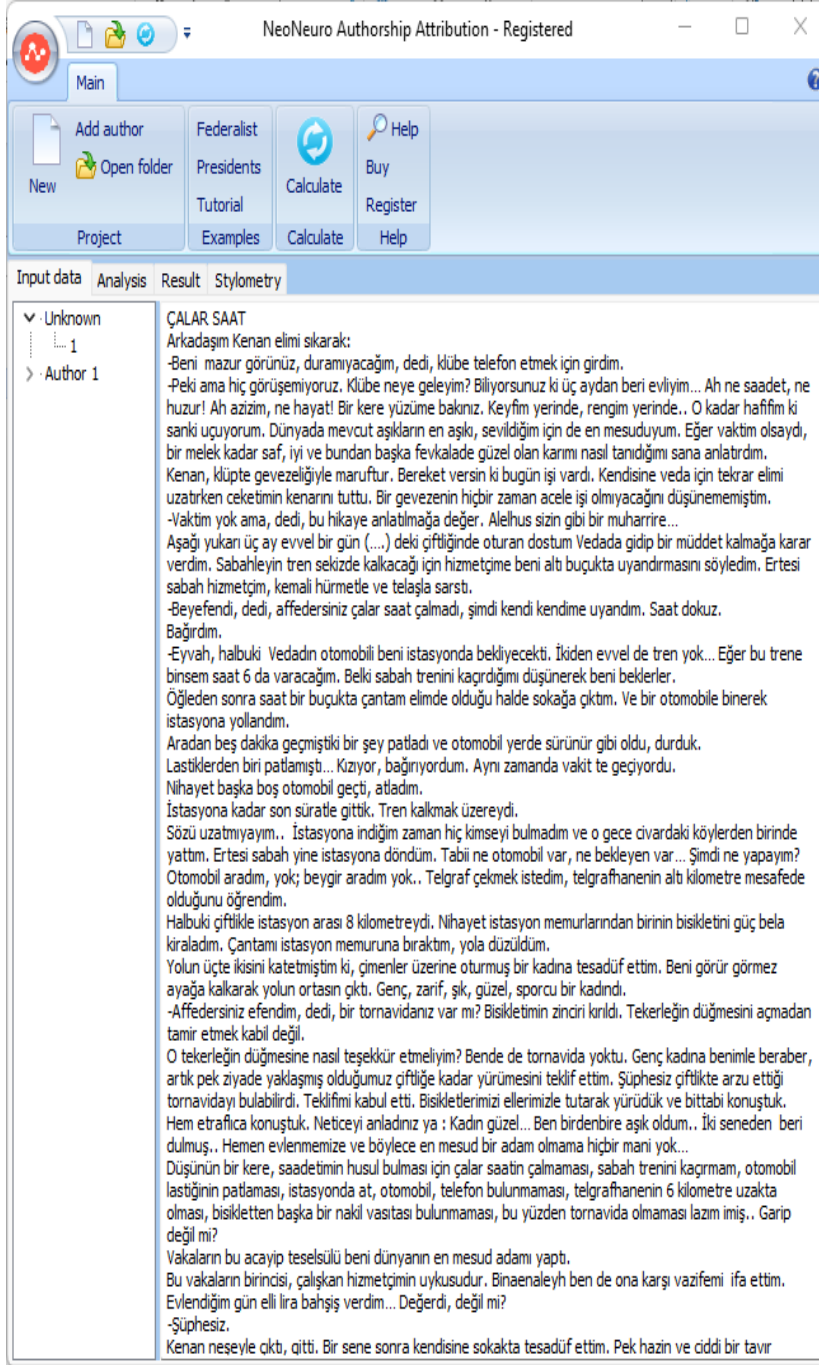 NeoNeuro Authorship Attribution - Registered
Main
New
Add author
Open folder
Project
Federalist
Presidents
Tutorial
Examples
Calculate
Calculate
Help
Buy
Register
Help
Input data Analysis Result Stylometry
Unknown
1
Author 1
ÇALAR SAAT
Arkadaşım Kenan elimi sıkarak:
-Beni mazur görünüz, duramıyacağım, dedi, klübe telefon etmek için girdim.
-Peki ama hiç görüşemiyoruz. Klübe neye geleyim? Biliyorsunuz ki üç aydan beri evliyim... Ah ne saadet, ne
huzur! Ah azizim, ne hayat! Bir kere yüzüme bakınız. Keyfim yerinde, rengim yerinde.. O kadar hafifim ki
sanki uçuyorum. Dünyada mevcut aşıkların en aşıkı, sevildiğim için de en mesuduyum. Eğer vaktim olsaydı,
bir melek kadar saf, iyi ve bundan başka fevkalade güzel olan karımı nasıl tanıdığımı sana anlatırdım.
Kenan, klüpte gevezeliğiyle maruftur. Bereket versin ki bugün işi vardı. Kendisine veda için tekrar elimi
uzatırken ceketimin kenarını tuttu. Bir gevezenin hiçbir zaman acele işi olmıyacağını düşünememiştim.
-Vaktim yok ama, dedi, bu hikaye anlatılmağa değer. Alelhus sizin gibi bir muharrire...
Aşağı yukarı üç ay evvel bir gün (....) deki çiftliğinde oturan dostum Vedada gidip bir müddet kalmağa karar
verdim. Sabahleyin tren sekizde kalkacağı için hizmetçime beni altı buçukta uyandırmasını söyledim. Ertesi
sabah hizmetçim, kemali hürmetle ve telaşla sarstı.
-Beyefendi, dedi, affedersiniz çalar saat çalmadı, şimdi kendi kendime uyandım. Saat dokuz.
Bağırdım.
-Eyvah, halbuki Vedadın otomobili beni istasyonda bekliyecekti. İkiden evvel de tren yok... Eğer bu trene
binsem saat 6 da varacağım. Belki sabah trenini kaçırdığımı düşünerek beni beklerler.
Öğleden sonra saat bir buçukta çantam elimde olduğu halde sokağa çıktım. Ve bir otomobile binerek
istasyona yollandım.
Aradan beş dakika geçmiştiki bir şey patladı ve otomobil yerde sürünür gibi oldu, durduk.
Lastiklerden biri patlamıştı... Kızıyor, bağırıyordum. Aynı zamanda vakit te geçiyordu.
Nihayet başka boş otomobil geçti, atladım.
İstasyona kadar son süratle gittik. Tren kalkmak üzereydi.
Sözü uzatmıyayım.. İstasyona indiğim zaman hiç kimseyi bulmadım ve o gece civardaki köylerden birinde
yattım. Ertesi sabah yine istasyona döndüm. Tabii ne otomobil var, ne bekleyen var... Şimdi ne yapayım?
Otomobil aradım, yok; beygir aradım yok.. Telgraf çekmek istedim, telgrafhanenin altı kilometre mesafede
olduğunu öğrendim.
Halbuki çiftlikle istasyon arası 8 kilometreydi. Nihayet istasyon memurlarından birinin bisikletini güç bela
kiraladım. Çantamı istasyon memuruna bıraktım, yola düzüldüm.
Yolun üçte ikisini katetmiştim ki, çimenler üzerine oturmuş bir kadına tesadüf ettim. Beni görür görmez
ayağa kalkarak yolun ortasın çıktı. Genç, zarif, şık, güzel, sporcu bir kadındı.
-Affedersiniz efendim, dedi, bir tornavidanız var mı? Bisikletimin zinciri kırıldı. Tekerleğin düğmesini açmadan
tamir etmek kabil değil.
O tekerleğin düğmesine nasıl teşekkür etmeliyim? Bende de tornavida yoktu. Genç kadına benimle beraber,
artık pek ziyade yaklaşmış olduğumuz çiftliğe kadar yürümesini teklif ettim. Şüphesiz çiftlikte arzu ettiği
tornavidayı bulabilirdi. Teklifimi kabul etti. Bisikletlerimizi ellerimizle tutarak yürüdük ve bittabi konuştuk.
Hem etraflıca konuştuk. Neticeyi anladınız ya : Kadın güzel... Ben birdenbire aşık oldum.. İki seneden beri
dulmuş.. Hemen evlenmemize ve böylece en mesud bir adam olmama hiçbir mani yok...
Düşünün bir kere, saadetimin husul bulması için çalar saatin çalmaması, sabah trenini kaçırmam, otomobil
lastiğinin patlaması, istasyonda at, otomobil, telefon bulunmaması, telgrafhanenin 6 kilometre uzakta
olması, bisikletten başka bir nakil vasıtası bulunmaması, bu yüzden tornavida olmaması lazım imiş.. Garip
değil mi?
Vakaların bu acayip teselsülü beni dünyanın en mesud adamı yaptı.
Bu vakaların birincisi, çalışkan hizmetçimin uykusudur. Binaenaleyh ben de ona karşı vazifemi ifa ettim.
Evlendiğim gün elli lira bahşiş verdim... Değerdi, değil mi?
-Şüphesiz.
Kenan neşeyle çıktı, gitti. Bir sene sonra kendisine sokakta tesadüf ettim. Pek hazin ve ciddi bir tavır